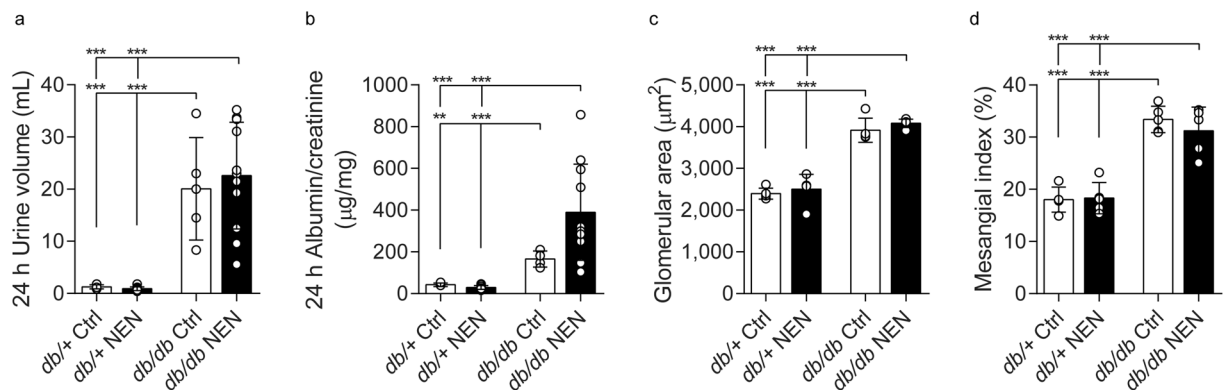 a
b
c
d
*** ***
*** ***
24 h Urine volume (mL)
40
30
20
10
0
db/+ Ctrl
db/+ NEN
db/db Ctrl
db/db NEN
*** ***
** ***
24 h Albumin/creatinine
(µg/mg)
1000
800
600
400
200
0
db/+ Ctrl
db/+ NEN
db/db Ctrl
db/db NEN
*** ***
*** ***
Glomerular area (µm²)
5,000
4,000
3,000
2,000
1,000
0
db/+ Ctrl
db/+ NEN
db/db Ctrl
db/db NEN
*** ***
*** ***
Mesangial index (%)
40
30
20
10
0
db/+ Ctrl
db/+ NEN
db/db Ctrl
db/db NEN